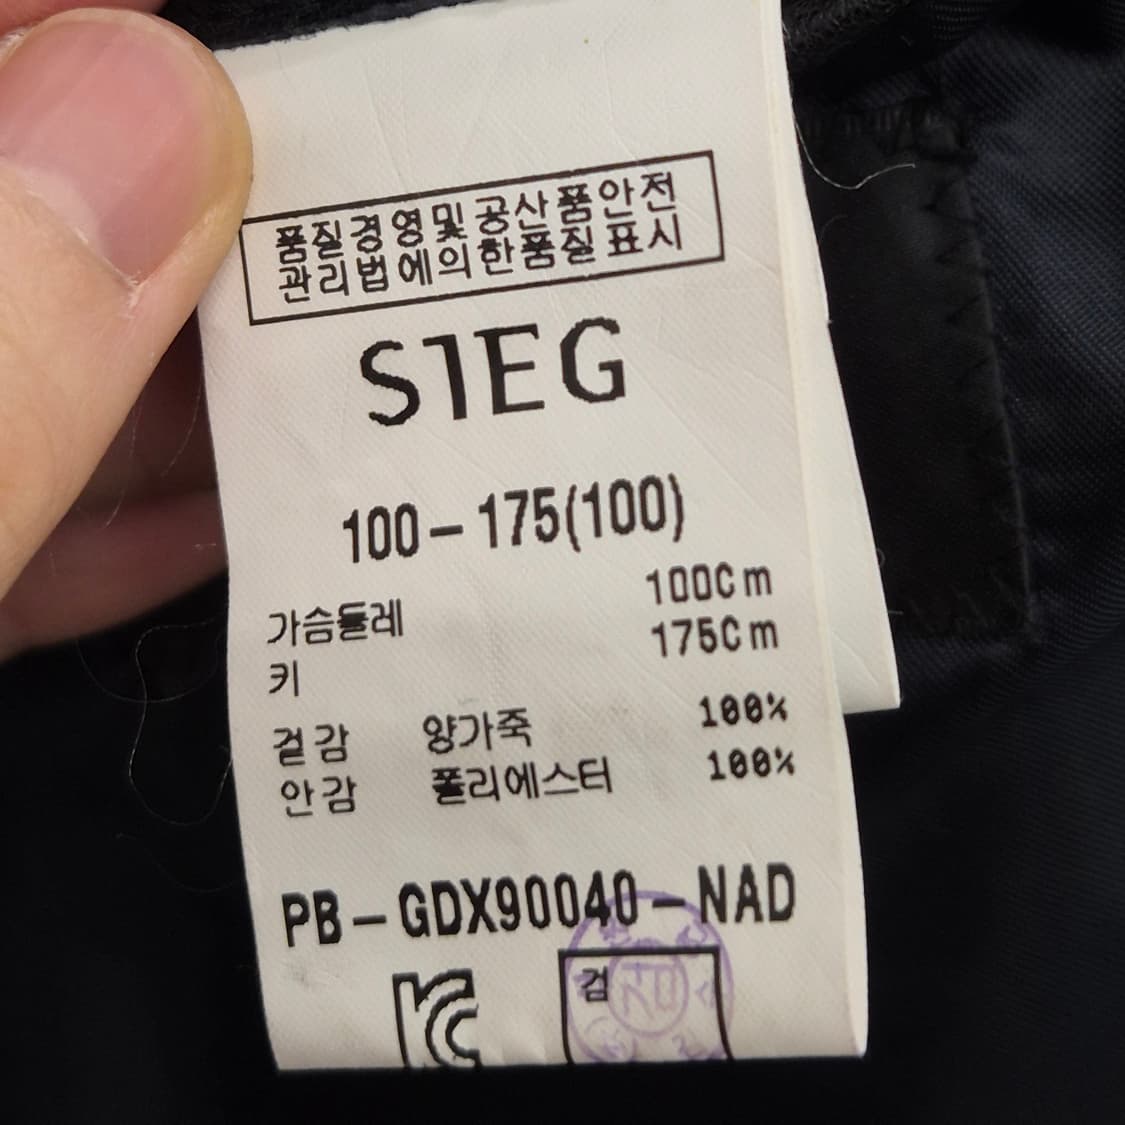 품질경영및공산품안전
관리법에의한품질표시
SIEG
100-175(100)
가슴둘레 100Cm
키 175Cm
겉감 양가죽 100%
안감 폴리에스터 100%
PB-GDX90040-NAD
검
검